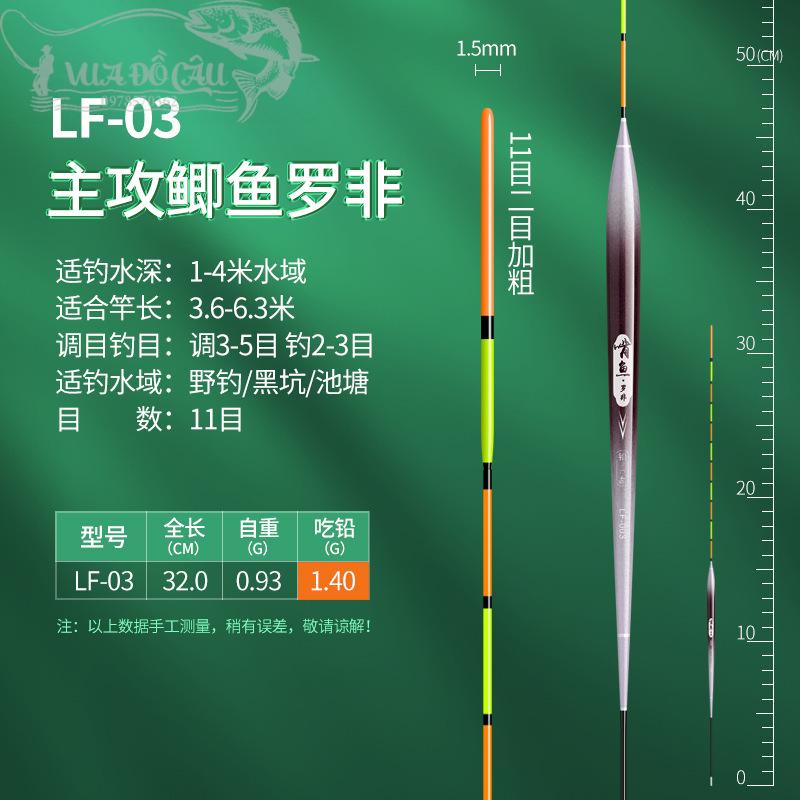 VUA ĐỒ CÂU
LF-03
主攻鲫鱼罗非
适钓水深：1-4米水域
适合竿长：3.6-6.3米
调目钓目：调3-5目 钓2-3目
适钓水域：野钓/黑坑/池塘
目 数：11目
型号 全长(CM) 自重(G) 吃铅(G)
LF-03 32.0 0.93 1.40
注：以上数据手工测量，稍有误差，敬请谅解！
1.5mm
11目二目加粗
鱼·罗非
LF-003
50(CM)
40
30
20
10
0